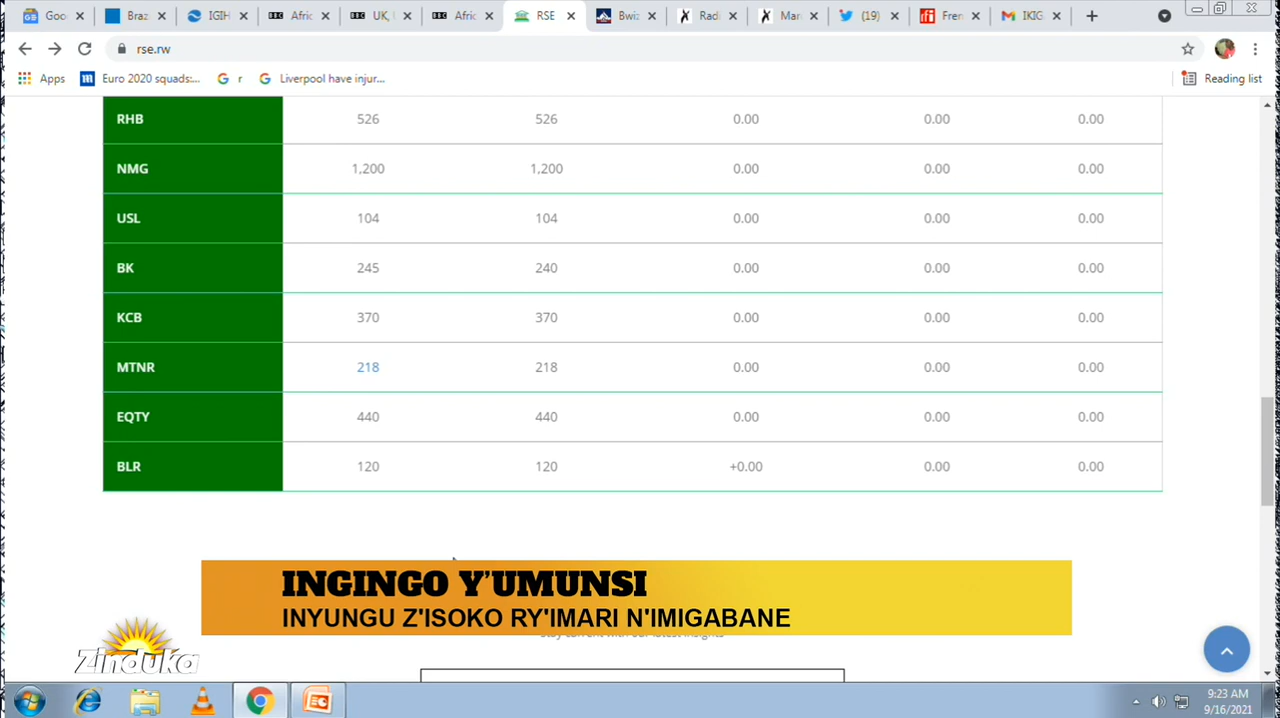 Goo
Braz
IGIH
BBC Afric
BBC UK, U
BBC Afric
RSE
Bwiz
Radi
Mar
(19)
Fren
IKIG
rse.rw
Apps
Euro 2020 squads:...
r
Liverpool have injur...
Reading list
RHB 526 526 0.00 0.00 0.00
NMG 1,200 1,200 0.00 0.00 0.00
USL 104 104 0.00 0.00 0.00
BK 245 240 0.00 0.00 0.00
KCB 370 370 0.00 0.00 0.00
MTNR 218 218 0.00 0.00 0.00
EQTY 440 440 0.00 0.00 0.00
BLR 120 120 +0.00 0.00 0.00
INGINGO Y'UMUNSI
INYUNGU Z'ISOKO RY'IMARI N'IMIGABANE
Zinduka
9:23 AM
9/16/2021